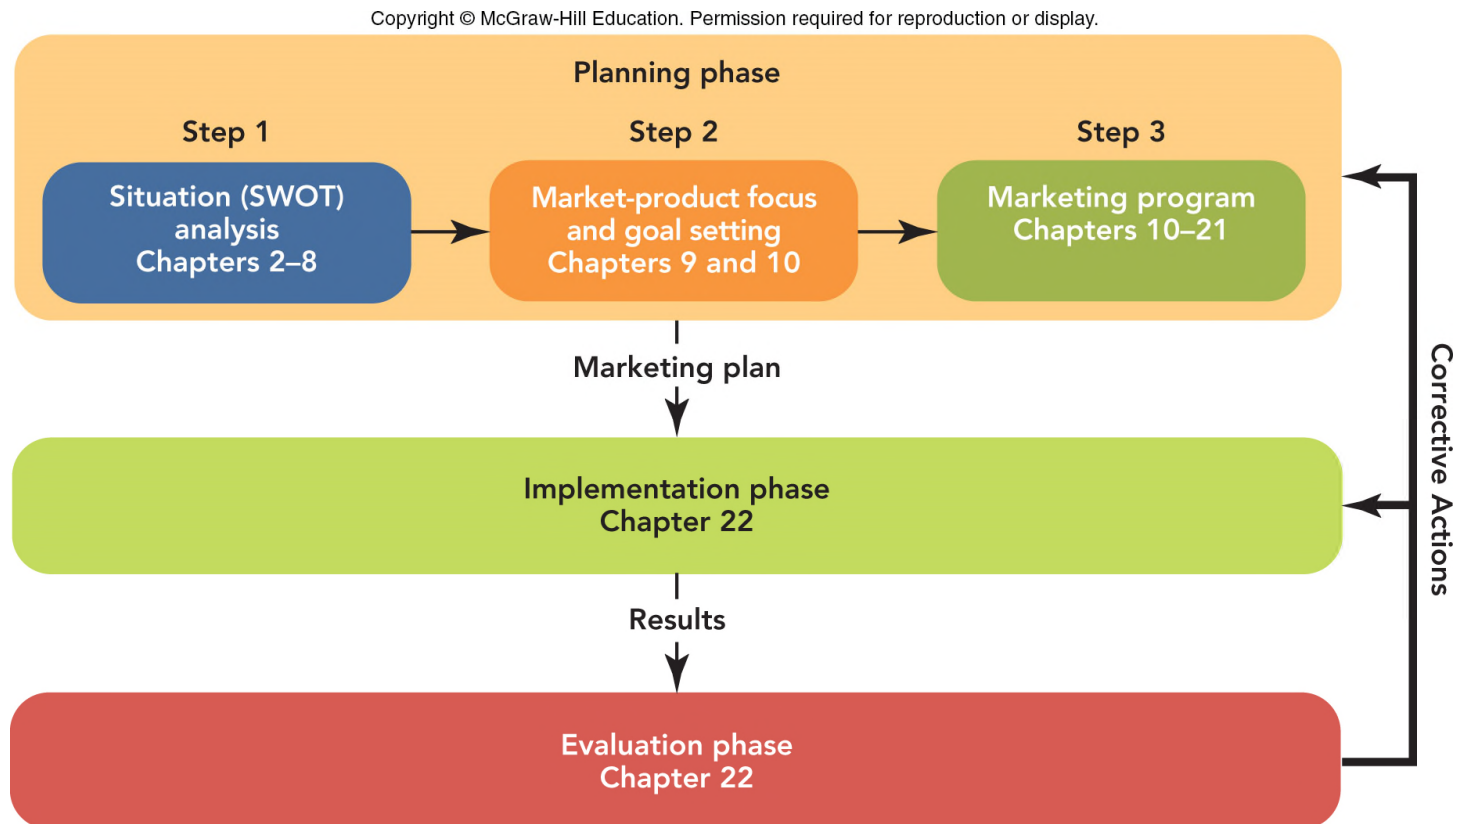 Copyright © McGraw-Hill Education. Permission required for reproduction or display.
Planning phase
Step 1
Situation (SWOT)
analysis
Chapters 2–8
Step 2
Market-product focus
and goal setting
Chapters 9 and 10
Step 3
Marketing program
Chapters 10–21
Marketing plan
Implementation phase
Chapter 22
Results
Evaluation phase
Chapter 22
Corrective Actions